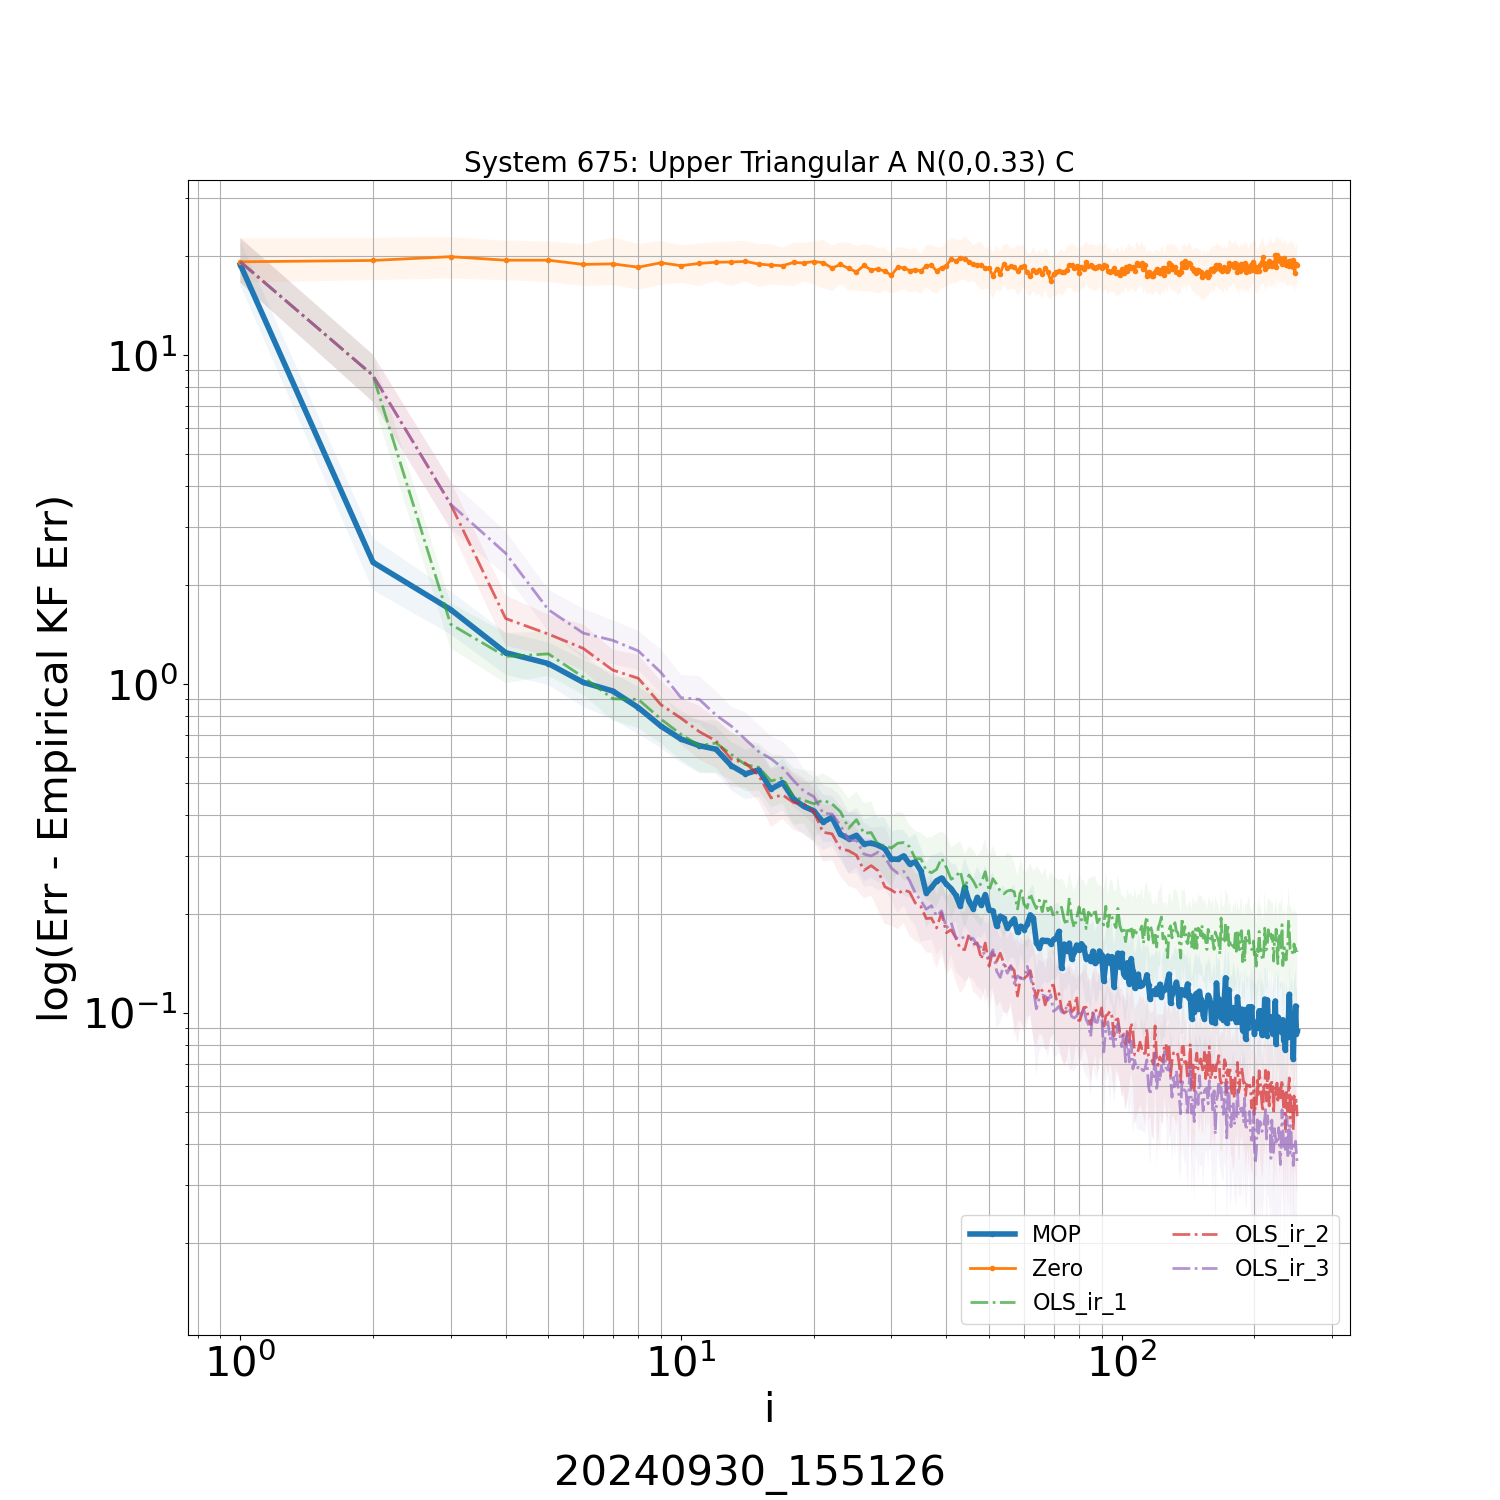 System 675: Upper Triangular A N(0,0.33) C
log(Err - Empirical KF Err)
10¹
10⁰
10⁻¹
10⁰
10¹
10²
i
20240930_155126
MOP
Zero
OLS_ir_1
OLS_ir_2
OLS_ir_3